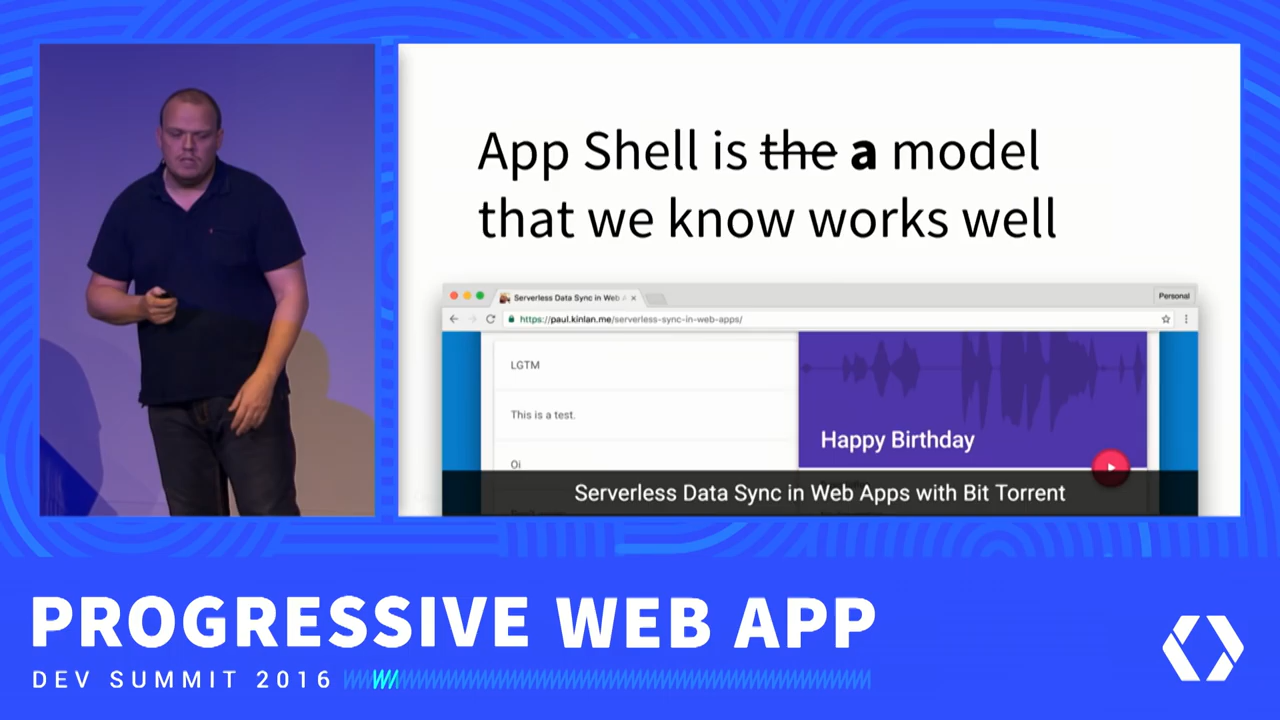 App Shell is the a model
that we know works well
Serverless Data Sync in Web A
Personal
https://paul.kinlan.me/serverless-sync-in-web-apps/
LGTM
This is a test.
Oi
Happy Birthday
Serverless Data Sync in Web Apps with Bit Torrent
PROGRESSIVE WEB APP
DEV SUMMIT 2016